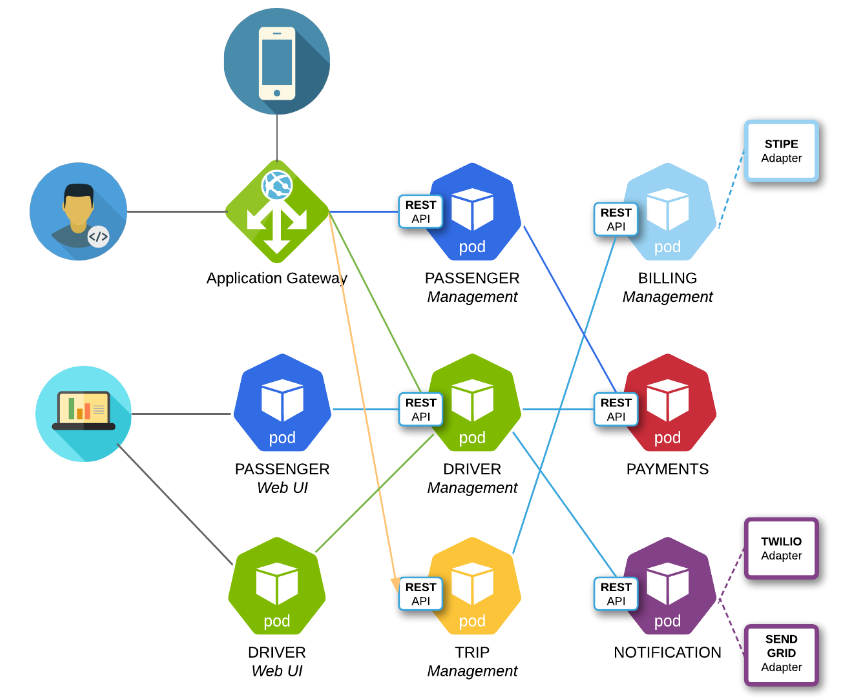 STIPE
Adapter
REST
API
pod
REST
API
pod
Application Gateway
PASSENGER
Management
BILLING
Management
pod
REST
API
pod
REST
API
pod
PASSENGER
Web UI
DRIVER
Management
PAYMENTS
TWILIO
Adapter
pod
REST
API
pod
REST
API
pod
DRIVER
Web UI
TRIP
Management
NOTIFICATION
SEND
GRID
Adapter